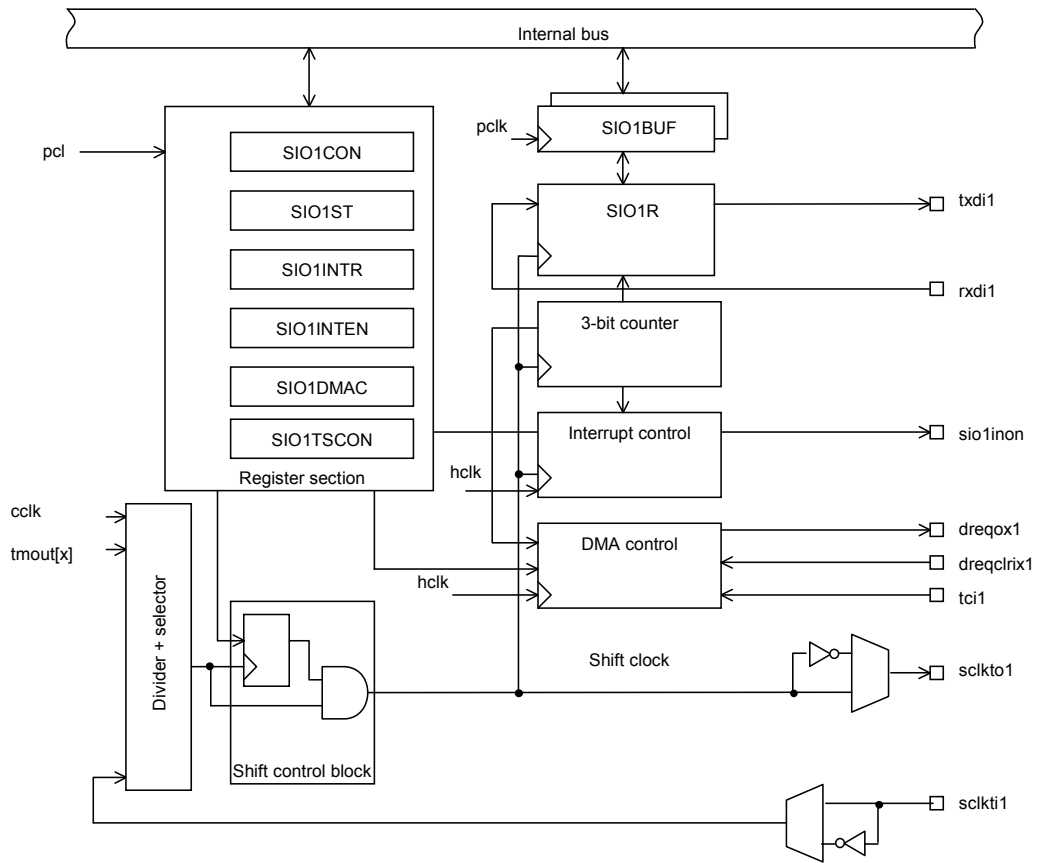 Internal bus
pclk
SIO1BUF
pcl
SIO1CON
SIO1ST
SIO1INTR
SIO1INTEN
SIO1DMAC
SIO1TSCON
Register section
SIO1R
txdi1
rxdi1
3-bit counter
Interrupt control
sio1inon
hclk
cclk
tmout[x]
DMA control
dreqox1
dreqclrix1
tci1
hclk
Divider + selector
Shift clock
sclkto1
Shift control block
sclkti1